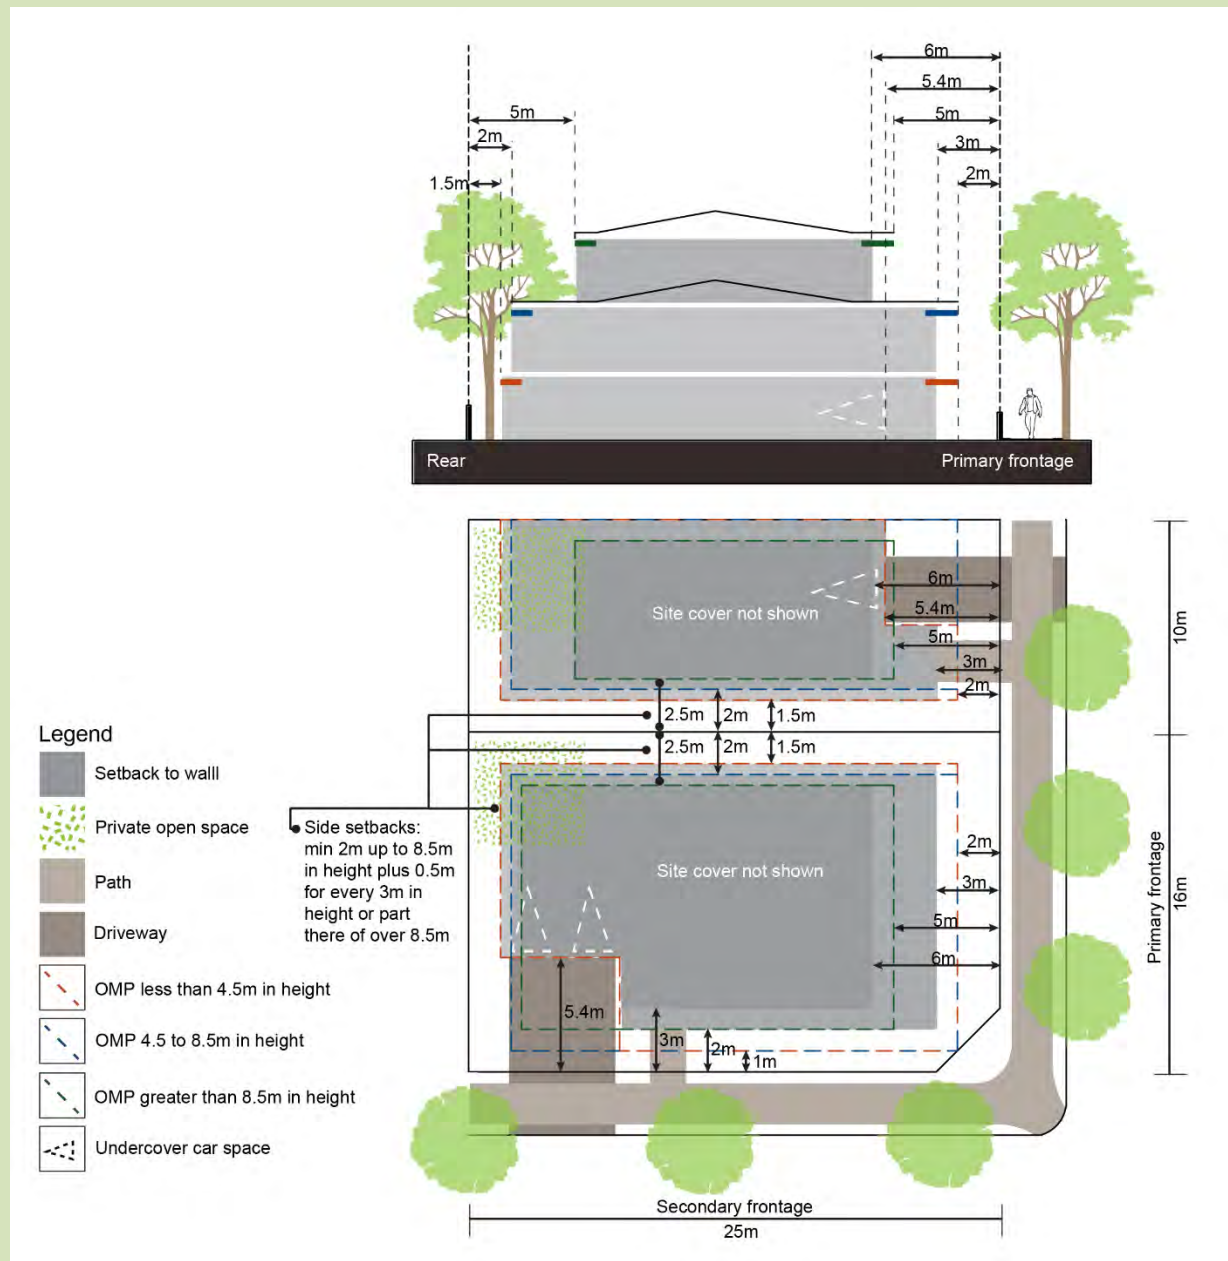 6m
5.4m
5m
5m
2m
3m
1.5m
2m
Rear
Primary frontage
6m
Site cover not shown
5.4m
5m
3m
2m
10m
2.5m
2m
1.5m
2.5m
2m
1.5m
Legend
Setback to walll
Private open space
Path
Driveway
OMP less than 4.5m in height
OMP 4.5 to 8.5m in height
OMP greater than 8.5m in height
Undercover car space
Side setbacks:
min 2m up to 8.5m
in height plus 0.5m
for every 3m in
height or part
there of over 8.5m
Site cover not shown
2m
3m
5m
6m
Primary frontage
16m
5.4m
3m
2m
1m
Secondary frontage
25m